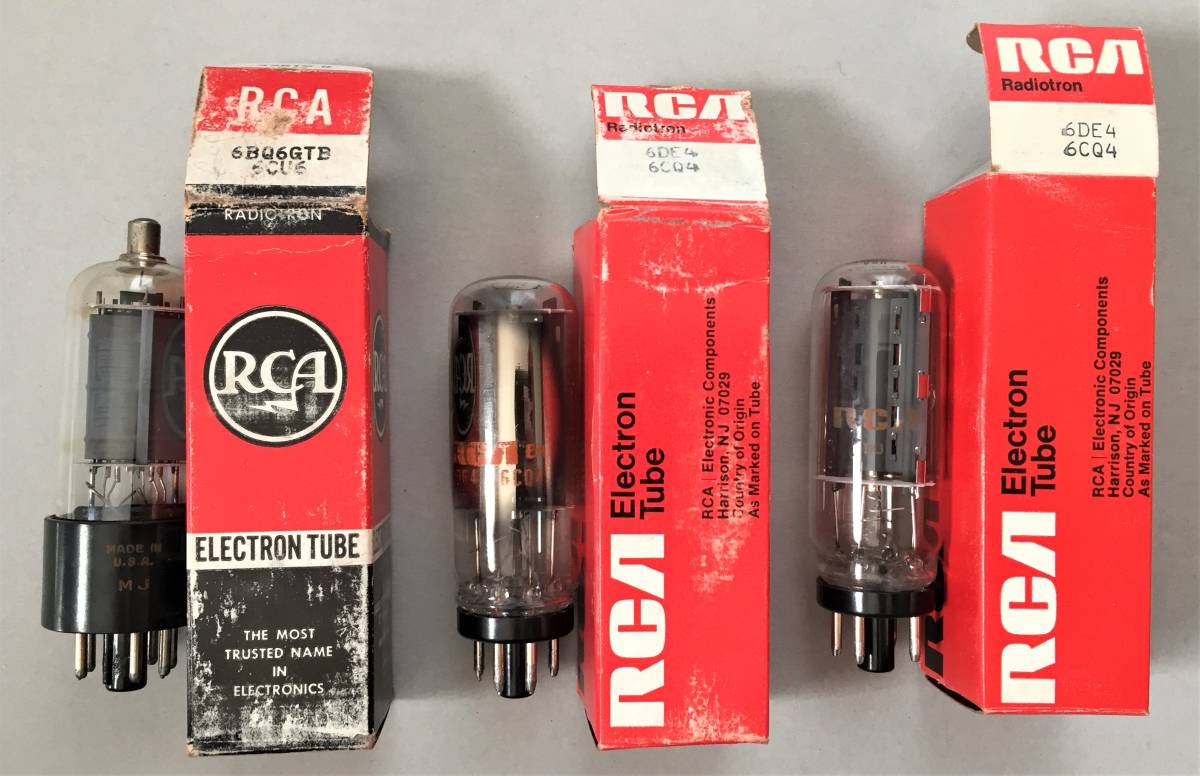 RCA
6BQ6GTB
6CU6
RADIOTRON
RCA
ELECTRON TUBE
THE MOST
TRUSTED NAME
IN
ELECTRONICS
MADE IN
U.S.A.
MJ
RCA
Radiotron
6DE4
6CQ4
Electron
Tube
RCA
RCA | Electronic Components
Harrison, NJ 07029
Country of Origin
As Marked on Tube
RCA
6CQ4
RCA
Radiotron
6DE4
6CQ4
Electron
Tube
RCA
RCA | Electronic Components
Harrison, NJ 07029
Country of Origin
As Marked on Tube
RCA